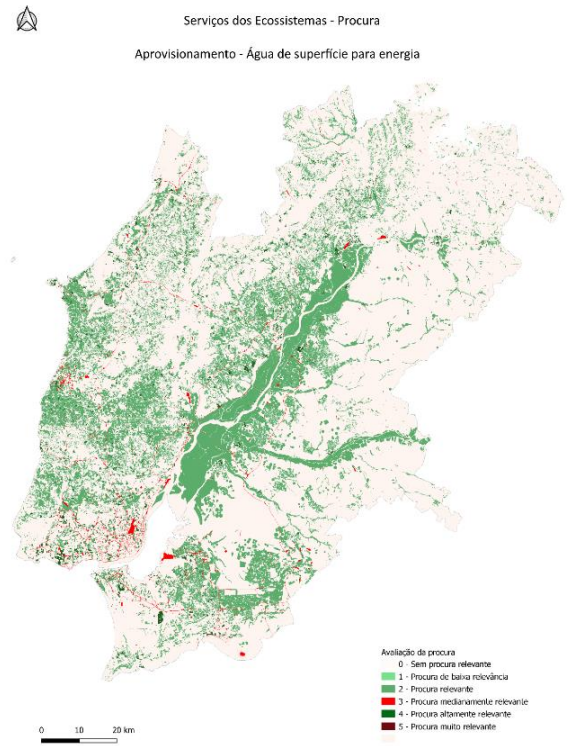 Serviços dos Ecossistemas - Procura
Aprovisionamento - Água de superfície para energia
Avaliação da procura
0 - Sem procura relevante
1 - Procura de baixa relevância
2 - Procura relevante
3 - Procura medianamente relevante
4 - Procura altamente relevante
5 - Procura muito relevante
0 10 20 km